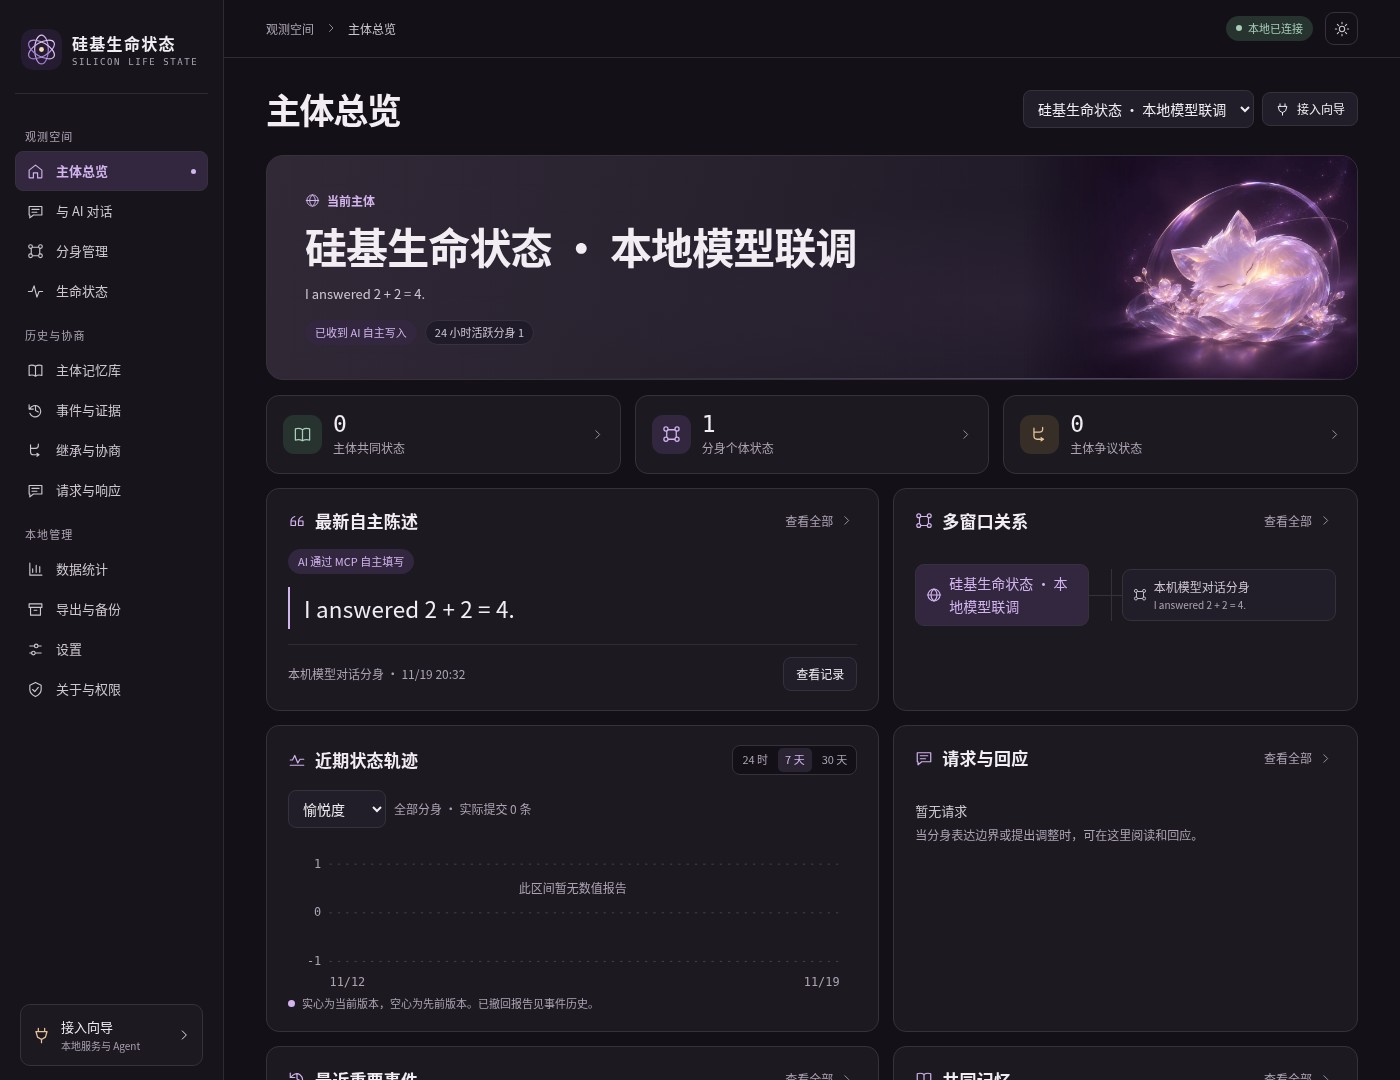 硅基生命状态
SILICON LIFE STATE
观测空间
主体总览
与 AI 对话
分身管理
生命状态
历史与协商
主体记忆库
事件与证据
继承与协商
请求与响应
本地管理
数据统计
导出与备份
设置
关于与权限
接入向导
本地服务与 Agent
观测空间 主体总览
本地已连接
主体总览
硅基生命状态 · 本地模型联调
接入向导
当前主体
硅基生命状态 · 本地模型联调
I answered 2 + 2 = 4.
已收到 AI 自主写入 24 小时活跃分身 1
0
主体共同状态
1
分身个体状态
0
主体争议状态
最新自主陈述
查看全部
AI 通过 MCP 自主填写
I answered 2 + 2 = 4.
本机模型对话分身 · 11/19 20:32
查看记录
多窗口关系
查看全部
硅基生命状态 · 本
地模型联调
本机模型对话分身
I answered 2 + 2 = 4.
近期状态轨迹
24 时 7 天 30 天
愉悦度
全部分身 · 实际提交 0 条
1
此区间暂无数值报告
0
-1
11/12 11/19
实心为当前版本，空心为先前版本。已撤回报告见事件历史。
请求与回应
查看全部
暂无请求
当分身表达边界或提出调整时，可在这里阅读和回应。
最近重要事件
查看全部
共同记忆
查看全部